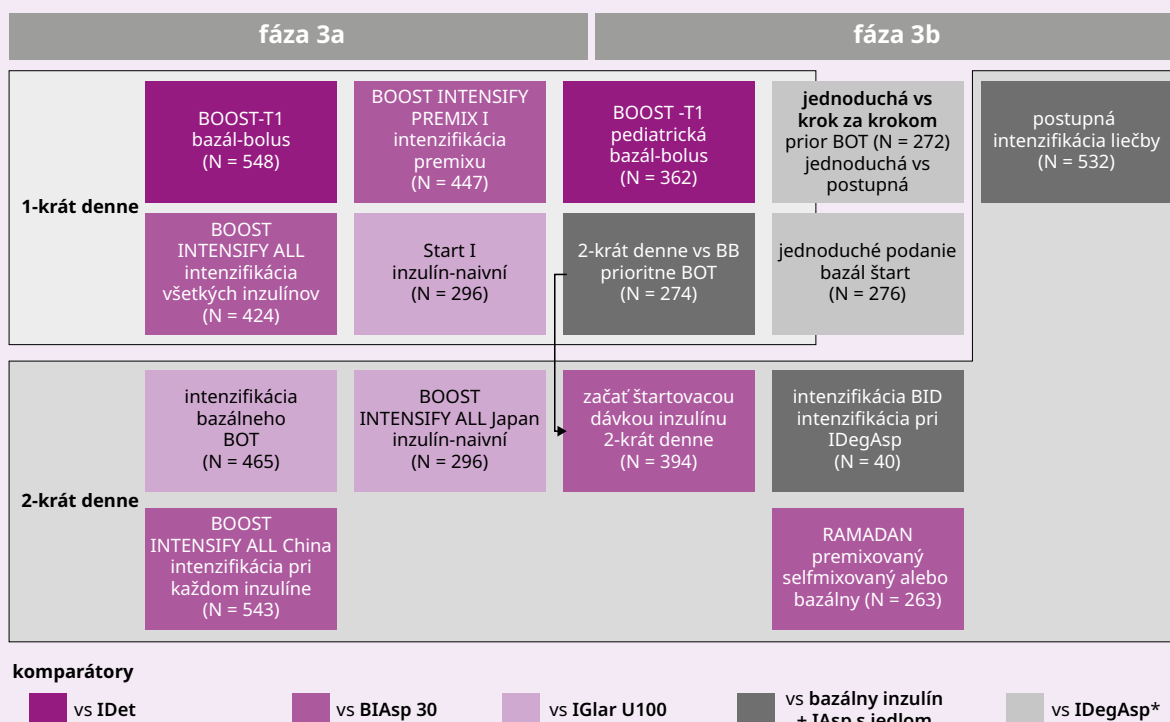 fáza 3a
fáza 3b
1-krát denne
BOOST-T1
bazál-bolus
(N = 548)
BOOST INTENSIFY
PREMIX I
intenzifikácia
premixu
(N = 447)
BOOST -T1
pediatrická
bazál-bolus
(N = 362)
jednoduchá vs
krok za krokom
prior BOT (N = 272)
jednoduchá vs
postupná
postupná
intenzifikácia liečby
(N = 532)
BOOST
INTENSIFY ALL
intenzifikácia
všetkých inzulínov
(N = 424)
Start I
inzulín-naivní
(N = 296)
2-krát denne vs BB
prioritne BOT
(N = 274)
jednoduché podanie
bazál štart
(N = 276)
2-krát denne
intenzifikácia
bazálneho
BOT
(N = 465)
BOOST
INTENSIFY ALL Japan
inzulín-naivní
(N = 296)
začať štartovacou
dávkou inzulínu
2-krát denne
(N = 394)
intenzifikácia BID
intenzifikácia pri
IDegAsp
(N = 40)
BOOST
INTENSIFY ALL China
intenzifikácia pri
každom inzulíne
(N = 543)
RAMADAN
premixovaný
selfmixovaný alebo
bazálny (N = 263)
komparátory
vs IDet
vs BIAsp 30
vs IGlar U100
vs bazálny inzulín
+ IAsp s jedlom
vs IDegAsp*